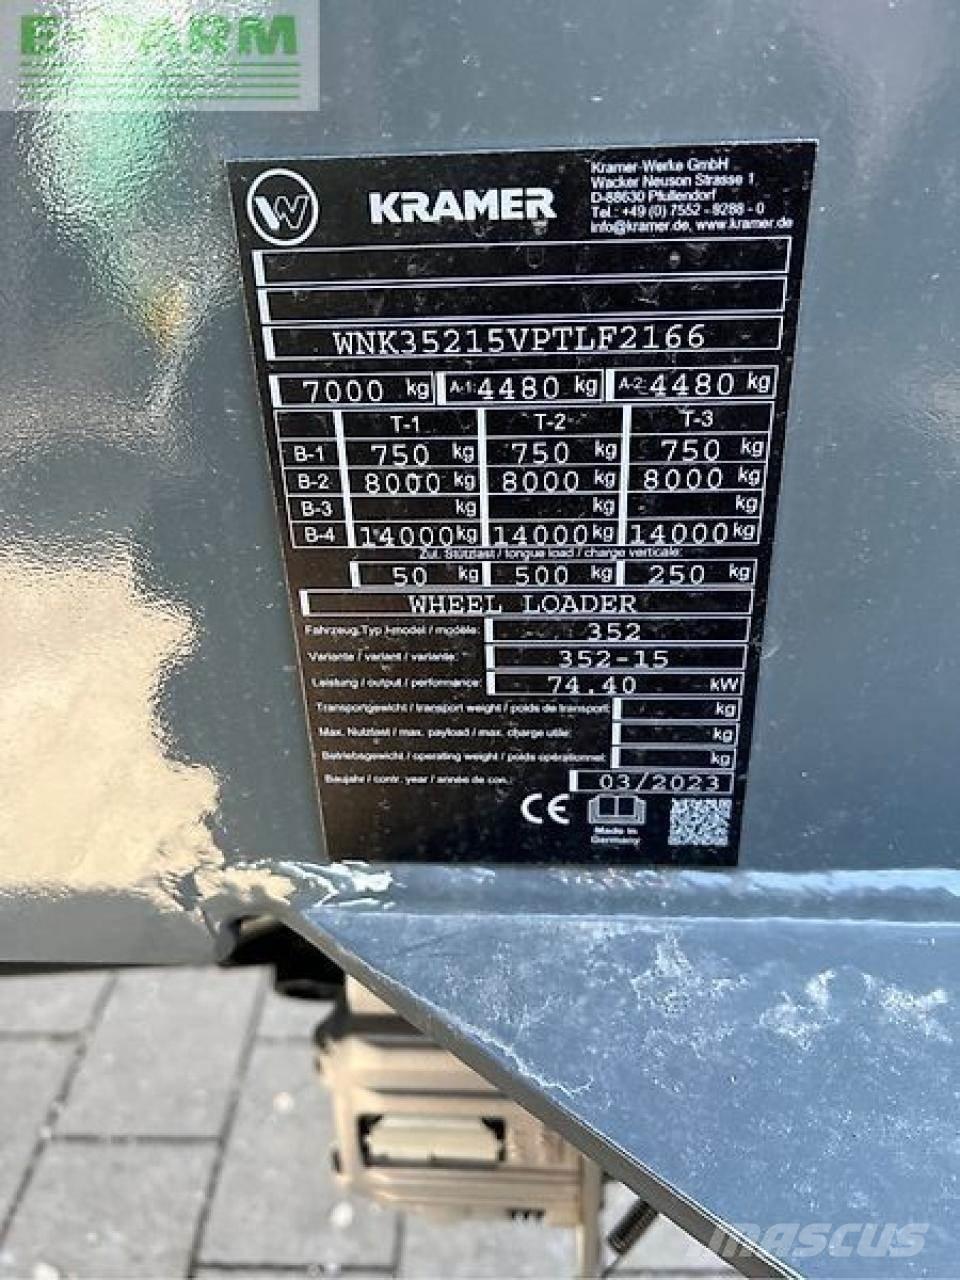 E-FARM
W KRAMER
Kramer-Werke GmbH
Wacker Neuson Strasse 1
D-88630 Pfullendorf
Tel.: +49 (0) 7552 - 9288 - 0
info@kramer.de, www.kramer.de
WNK35215VPTLF2166
7000 kg A-1: 4480 kg A-2: 4480 kg
T-1 T-2 T-3
B-1 750 kg 750 kg 750 kg
B-2 8000 kg 8000 kg 8000 kg
B-3 kg kg kg
B-4 14000 kg 14000 kg 14000 kg
Zul. Stützlast / tongue load / charge verticale:
50 kg 500 kg 250 kg
WHEEL LOADER
Fahrzeug.Typ / model / modèle: 352
Variante / variant / variante: 352-15
Leistung / output / performance: 74.40 kW
Transportgewicht / transport weight / poids de transport: kg
Max. Nutzlast / max. payload / max. charge utile: kg
Betriebsgewicht / operating weight / poids opérationnel: kg
Baujahr / contr. year / année de con.: 03/2023
CE
Made in
Germany
mascus